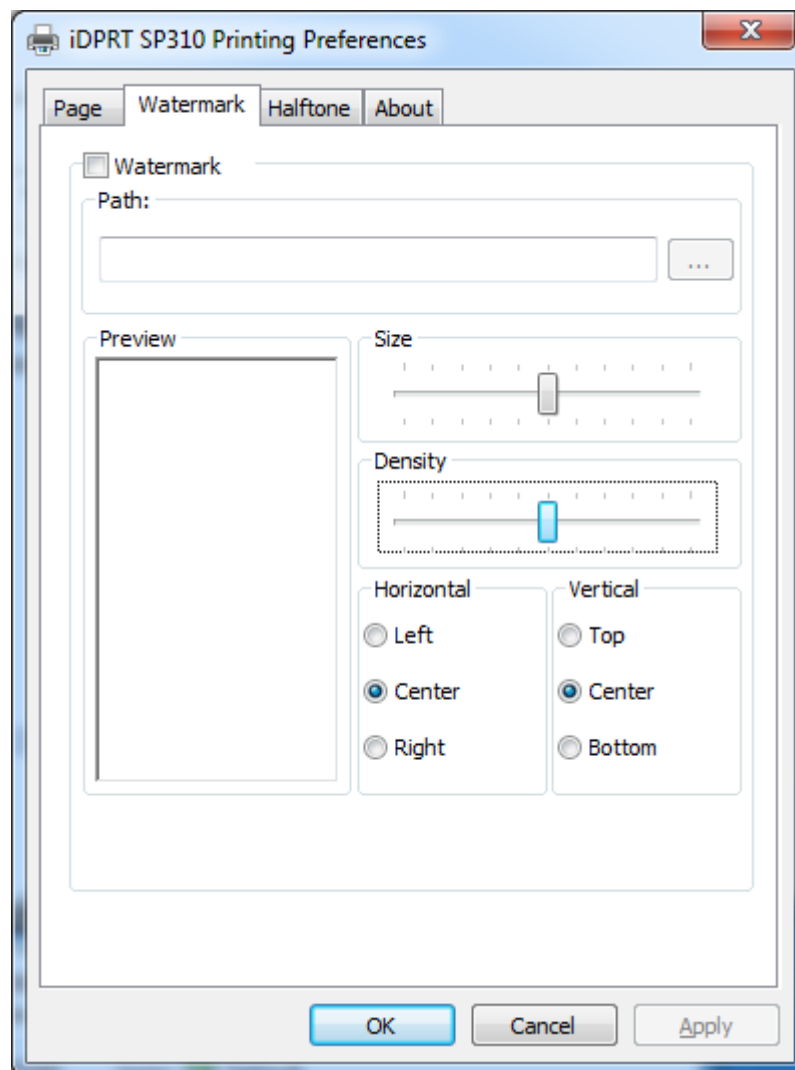 iDPRT SP310 Printing Preferences
Page Watermark Halftone About
Watermark
Path:
...
Preview
Size
Density
Horizontal Vertical
Left Top
Center Center
Right Bottom
OK Cancel Apply